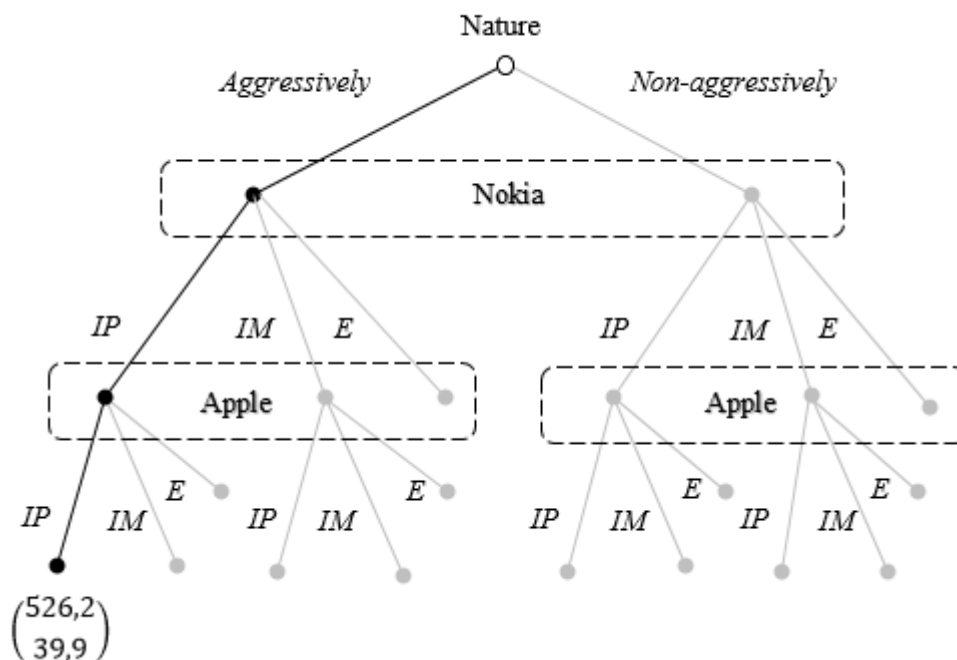 Nature
Aggressively Non-aggressively
Nokia
IP IM E IP IM E
Apple Apple
E E E E
IP IM IP IM IP IM IP IM
526,2
39,9